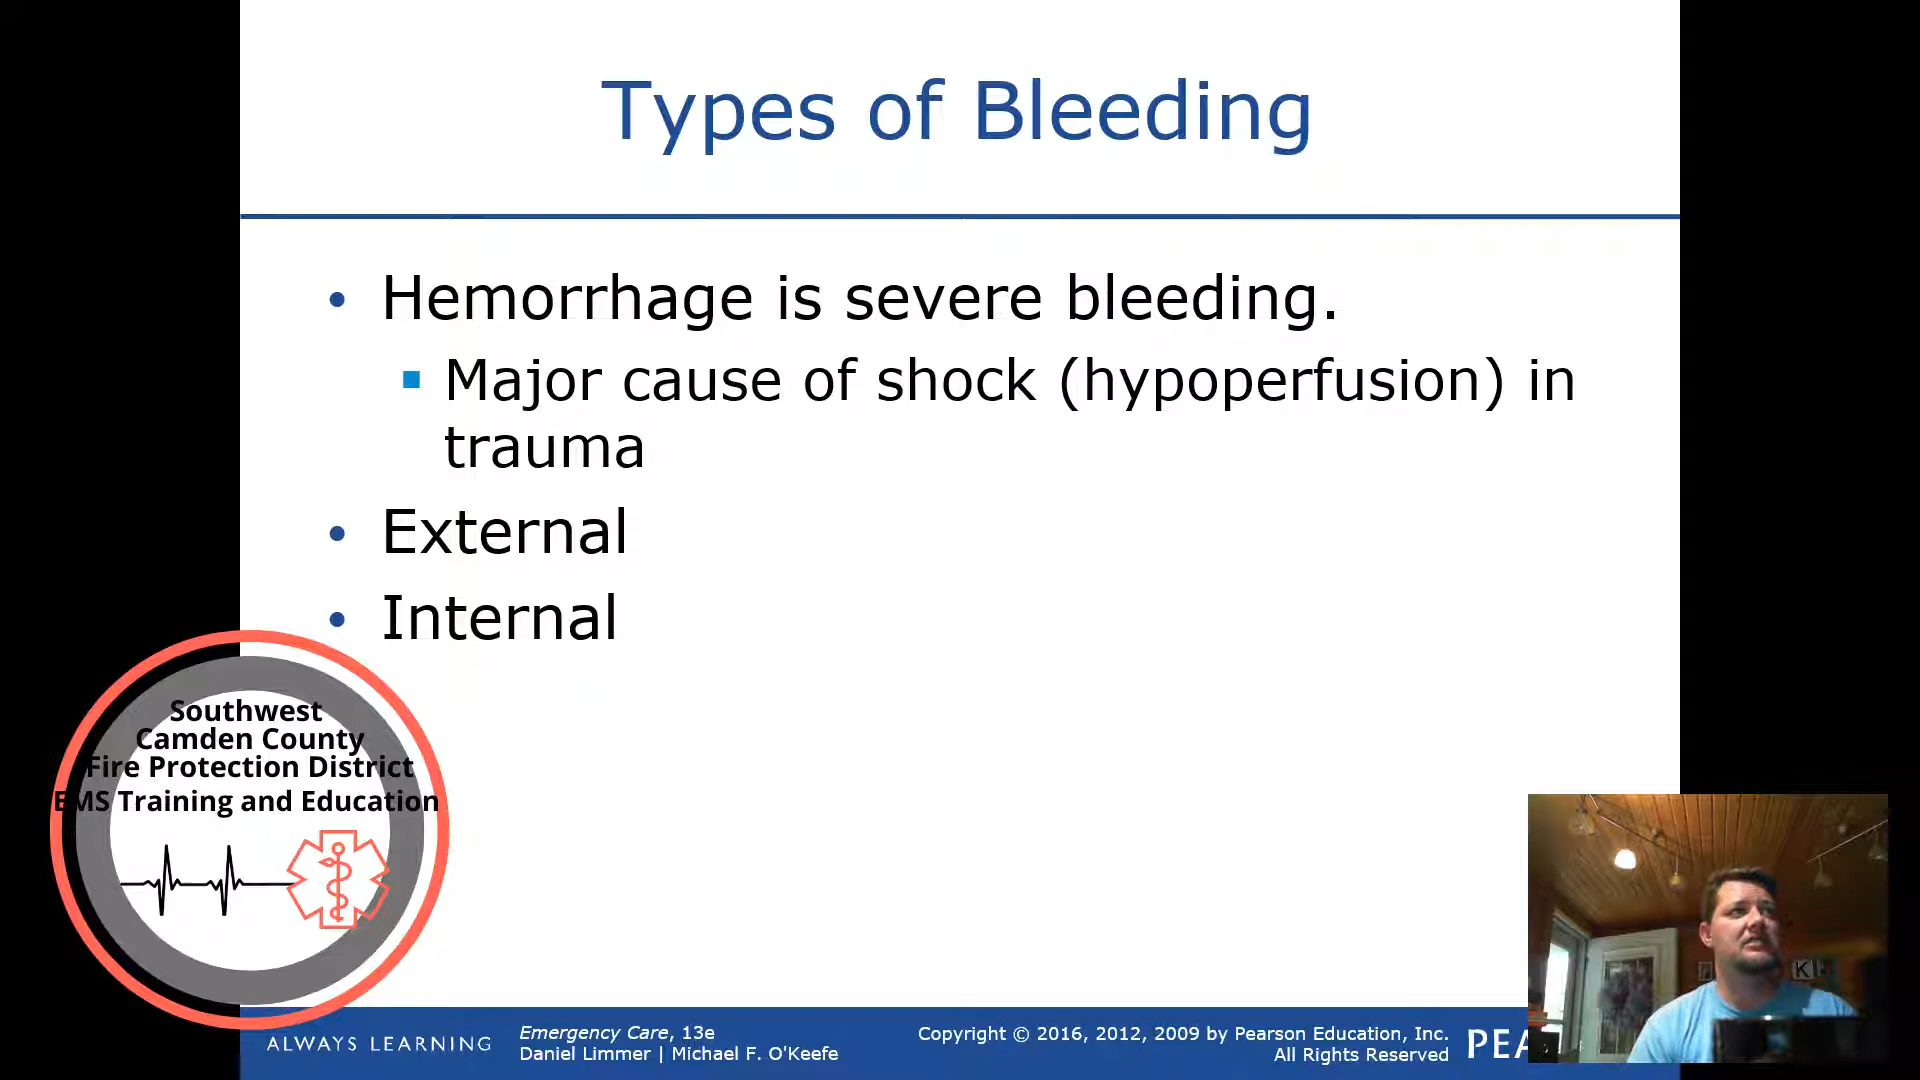 Types of Bleeding
• Hemorrhage is severe bleeding.
▪ Major cause of shock (hypoperfusion) in
trauma
• External
• Internal
Southwest
Camden County
Fire Protection District
EMS Training and Education
ALWAYS LEARNING
Emergency Care, 13e
Daniel Limmer | Michael F. O'Keefe
Copyright © 2016, 2012, 2009 by Pearson Education, Inc.
All Rights Reserved